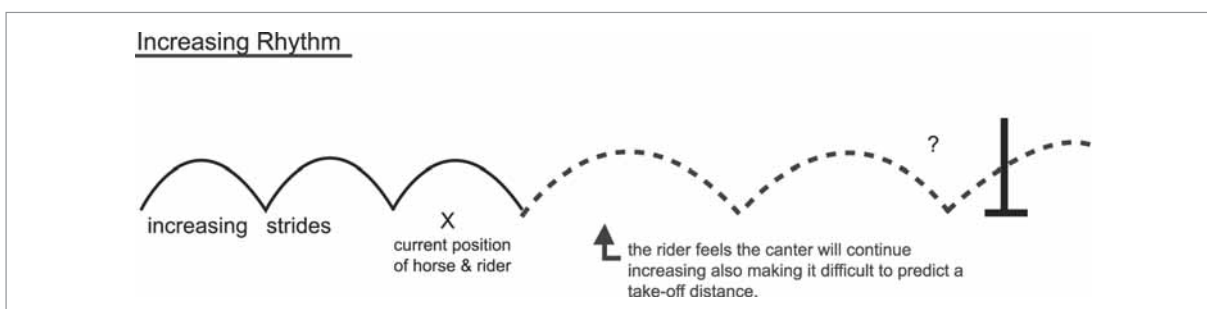 Increasing Rhythm
?
increasing strides
X
current position
of horse & rider
the rider feels the canter will continue
increasing also making it difficult to predict a
take-off distance.